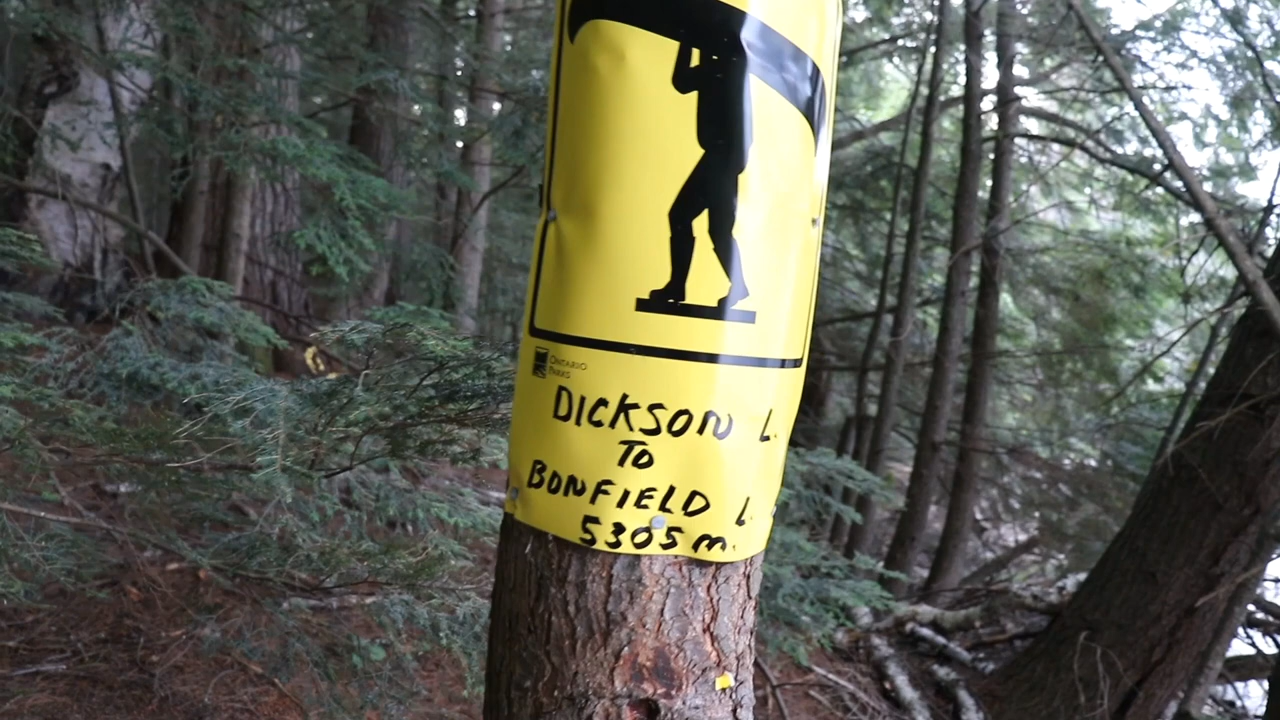 ONTARIO
PARKS
DICKSON L.
TO
BONFIELD L.
5305 m.